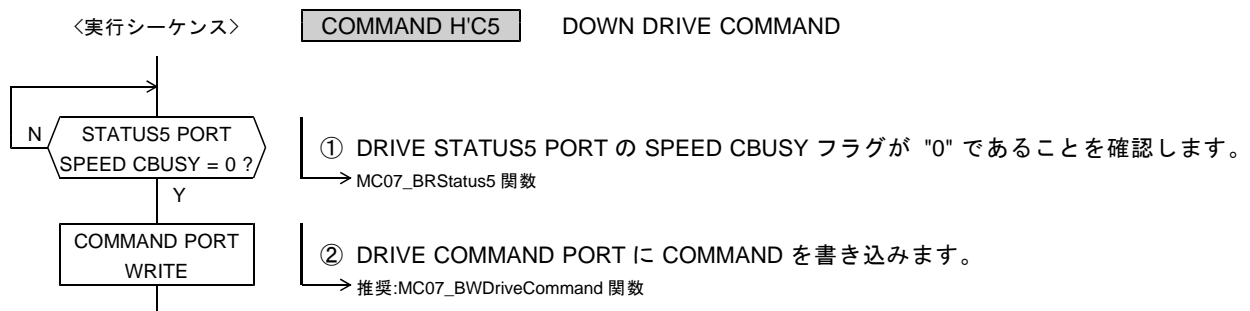 〈実行シーケンス〉 COMMAND H'C5 DOWN DRIVE COMMAND
N
STATUS5 PORT
SPEED CBUSY = 0 ?
Y
① DRIVE STATUS5 PORT の SPEED CBUSY フラグが "0" であることを確認します。
MC07_BRStatus5 関数
COMMAND PORT
WRITE
② DRIVE COMMAND PORT に COMMAND を書き込みます。
推奨:MC07_BWDriveCommand 関数